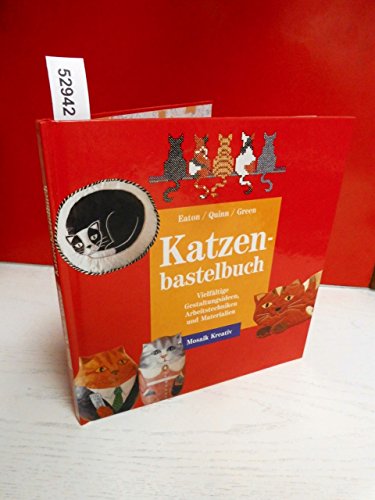 52942
Eaton / Quinn / Green
Katzen-
bastelbuch
Vielfältige
Gestaltungsideen,
Arbeitstechniken
und Materialien
Mosaik Kreativ